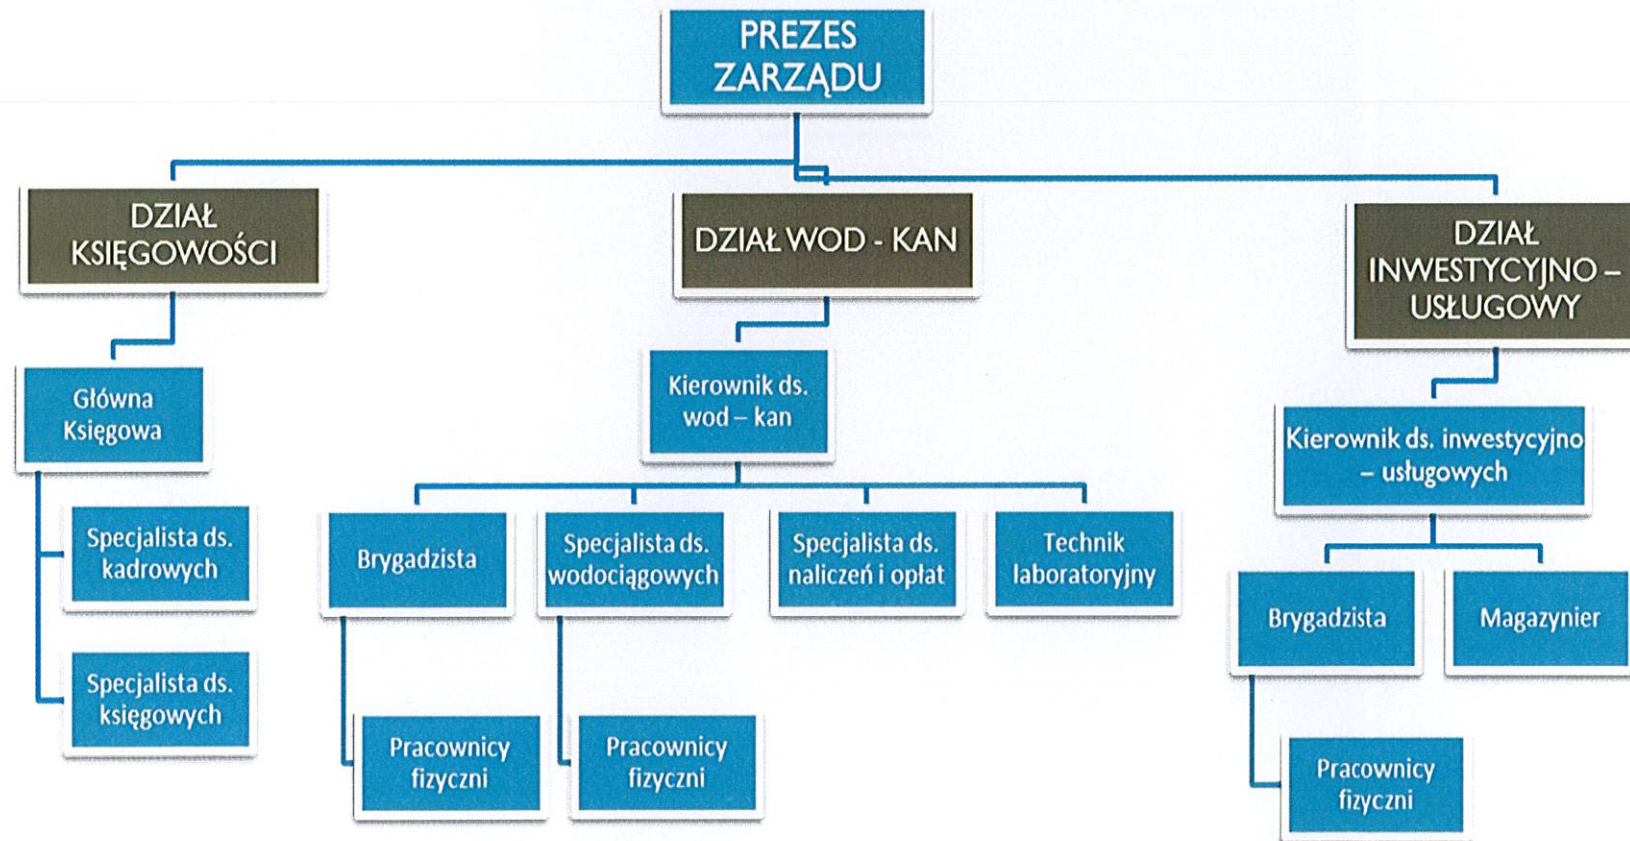 PREZES
ZARZĄDU
DZIAŁ
KSIĘGOWOŚCI
DZIAŁ WOD - KAN
DZIAŁ
INWESTYCYJNO –
USŁUGOWY
Główna
Księgowa
Kierownik ds.
wod – kan
Kierownik ds. inwestycyjno
– usługowych
Specjalista ds.
kadrowych
Brygadzista
Specjalista ds.
wodociągowych
Specjalista ds.
naliczeń i opłat
Technik
laboratoryjny
Brygadzista
Magazynier
Specjalista ds.
księgowych
Pracownicy
fizyczni
Pracownicy
fizyczni
Pracownicy
fizyczni